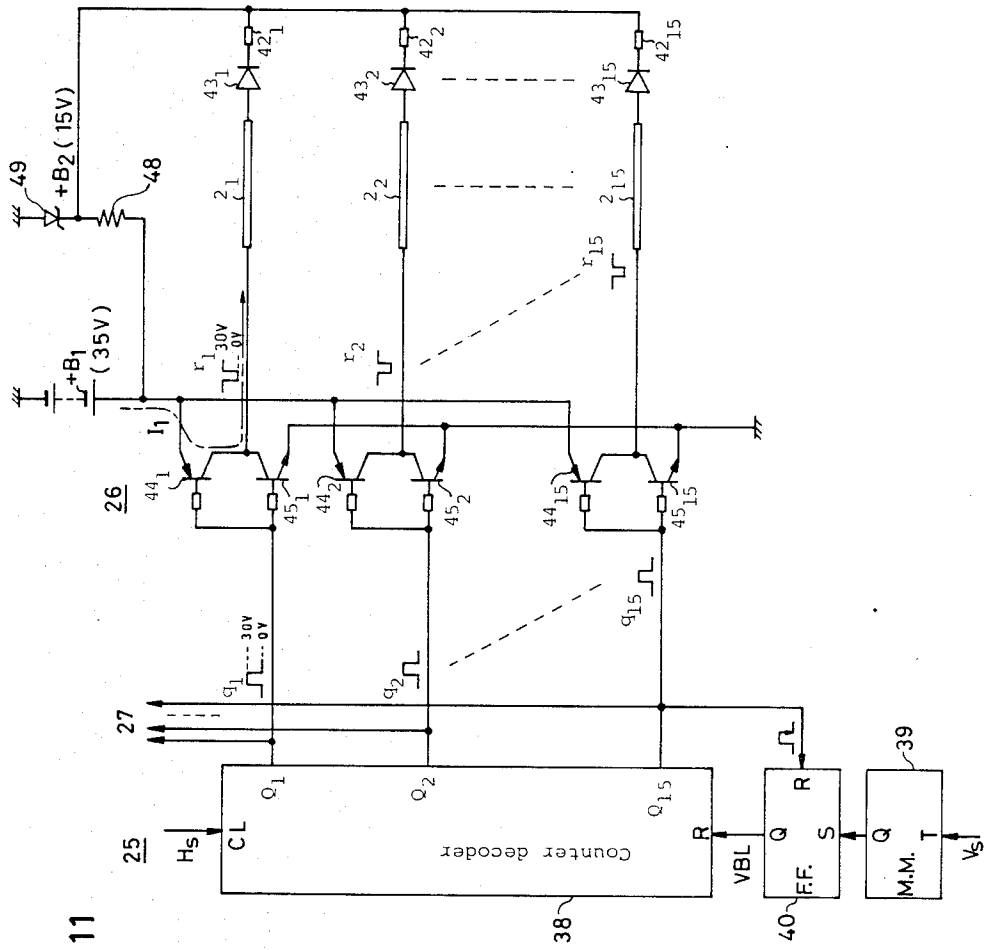 11
25
Hs
CL
Counter decoder
38
Q1
Q2
Q15
R
VBL
Q
F.F.
S
R
40
Q
M.M.
T
39
Vs
27
q1
30V
0V
q2
q15
26
441
451
442
452
4415
4515
I1
+B1
(35V)
r1
30V
0V
r2
r15
49
+B2 (15V)
48
21
22
215
431
432
4315
421
422
4215